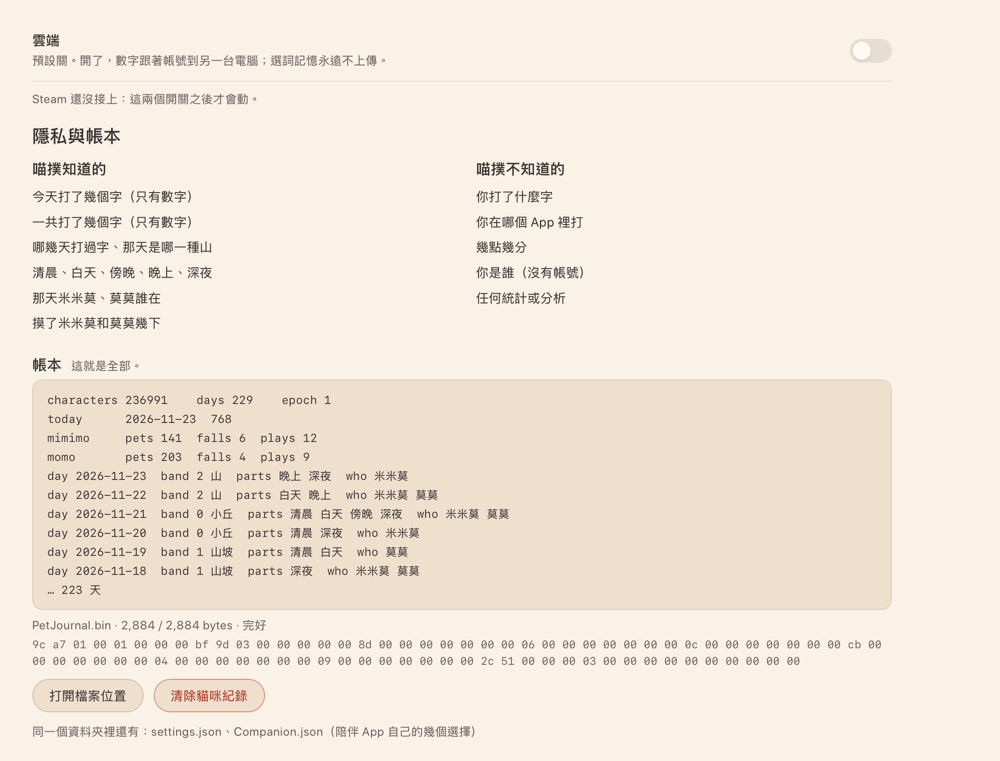 雲端
預設關。開了，數字跟著帳號到另一台電腦；選詞記憶永遠不上傳。
Steam 還沒接上：這兩個開關之後才會動。
隱私與帳本
喵撲知道的
今天打了幾個字（只有數字）
一共打了幾個字（只有數字）
哪幾天打過字、那天是哪一種山
清晨、白天、傍晚、晚上、深夜
那天米米莫、莫莫誰在
摸了米米莫和莫莫幾下
喵撲不知道的
你打了什麼字
你在哪個 App 裡打
幾點幾分
你是誰（沒有帳號）
任何統計或分析
帳本 這就是全部。
characters 236991 days 229 epoch 1
today 2026-11-23 768
mimimo pets 141 falls 6 plays 12
momo pets 203 falls 4 plays 9
day 2026-11-23 band 2 山 parts 晚上 深夜 who 米米莫
day 2026-11-22 band 2 山 parts 白天 晚上 who 米米莫 莫莫
day 2026-11-21 band 0 小丘 parts 清晨 白天 傍晚 深夜 who 米米莫 莫莫
day 2026-11-20 band 0 小丘 parts 清晨 深夜 who 米米莫
day 2026-11-19 band 1 山坡 parts 清晨 白天 who 莫莫
day 2026-11-18 band 1 山坡 parts 深夜 who 米米莫 莫莫
… 223 天
PetJournal.bin · 2,884 / 2,884 bytes · 完好
9c a7 01 00 01 00 00 00 bf 9d 03 00 00 00 00 00 8d 00 00 00 00 00 00 00 06 00 00 00 00 00 00 00 0c 00 00 00 00 00 00 00 cb 00
00 00 00 00 00 00 04 00 00 00 00 00 00 00 09 00 00 00 00 00 00 00 2c 51 00 00 00 03 00 00 00 00 00 00 00 00 00 00
打開檔案位置
清除貓咪紀錄
同一個資料夾裡還有：settings.json、Companion.json（陪伴 App 自己的幾個選擇）